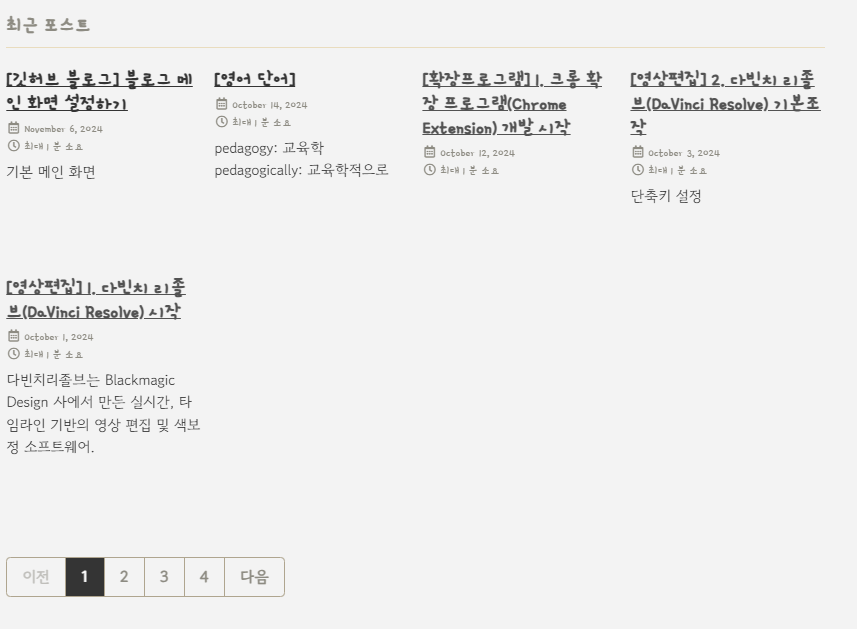 최근 포스트
[깃허브 블로그] 블로그 메
인 화면 설정하기
November 6, 2024
최대 1 분 소요
기본 메인 화면
[영어 단어]
October 14, 2024
최대 1 분 소요
pedagogy: 교육학
pedagogically: 교육학적으로
[확장프로그램] 1. 크롬 확
장 프로그램(Chrome
Extension) 개발 시작
October 12, 2024
최대 1 분 소요
[영상편집] 2. 다빈치 리졸
브(DaVinci Resolve) 기본조
작
October 3, 2024
최대 1 분 소요
단축키 설정
[영상편집] 1. 다빈치 리졸
브(DaVinci Resolve) 시작
October 1, 2024
최대 1 분 소요
다빈치리졸브는 Blackmagic
Design 사에서 만든 실시간, 타
임라인 기반의 영상 편집 및 색보
정 소프트웨어.
이전 1 2 3 4 다음